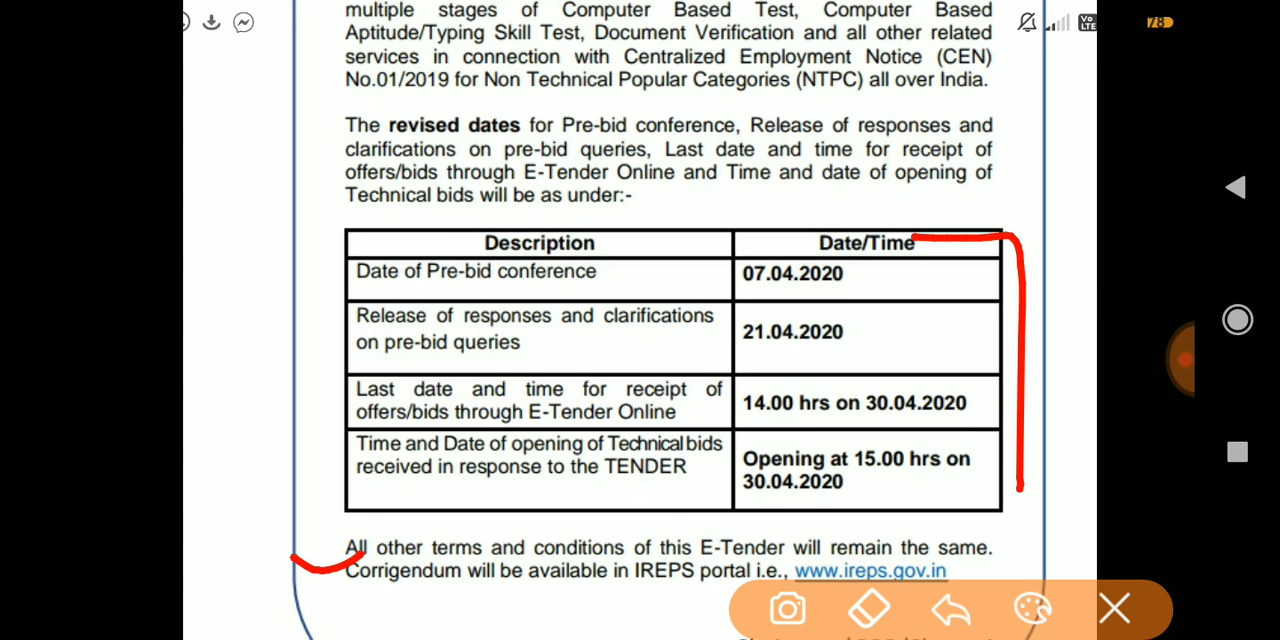 Vo
LTE
78
multiple stages of Computer Based Test, Computer Based
Aptitude/Typing Skill Test, Document Verification and all other related
services in connection with Centralized Employment Notice (CEN)
No.01/2019 for Non Technical Popular Categories (NTPC) all over India.
The revised dates for Pre-bid conference, Release of responses and
clarifications on pre-bid queries, Last date and time for receipt of
offers/bids through E-Tender Online and Time and date of opening of
Technical bids will be as under:-
Description Date/Time
Date of Pre-bid conference 07.04.2020
Release of responses and clarifications
on pre-bid queries
21.04.2020
Last date and time for receipt of
offers/bids through E-Tender Online
14.00 hrs on 30.04.2020
Time and Date of opening of Technical bids
received in response to the TENDER
Opening at 15.00 hrs on
30.04.2020
All other terms and conditions of this E-Tender will remain the same.
Corrigendum will be available in IREPS portal i.e., www.ireps.gov.in